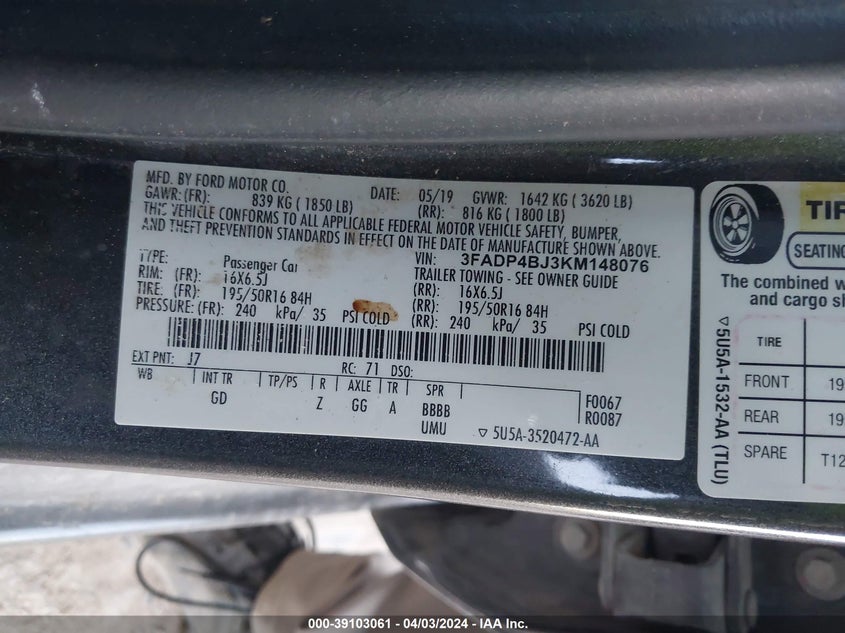 MFD. BY FORD MOTOR CO. DATE: 05/19 GVWR: 1642 KG ( 3620 LB)
GAWR: (FR): 839 KG ( 1850 LB) (RR): 816 KG ( 1800 LB)
THIS VEHICLE CONFORMS TO ALL APPLICABLE FEDERAL MOTOR VEHICLE SAFETY, BUMPER,
AND THEFT PREVENTION STANDARDS IN EFFECT ON THE DATE OF MANUFACTURE SHOWN ABOVE.
VIN: 3FADP4BJ3KM148076
TYPE: Passenger Car TRAILER TOWING - SEE OWNER GUIDE
RIM: (FR): 16X6.5J (RR): 16X6.5J
TIRE: (FR): 195/50R16 84H (RR): 195/50R16 84H
PRESSURE: (FR): 240 kPa/ 35 PSI COLD (RR): 240 kPa/ 35 PSI COLD
EXT PNT: J7 RC: 71 DSO:
WB INT TR TP/PS R AXLE TR SPR F0067
GD Z GG A BBBB R0087
UMU ▽ 5U5A-3520472-AA
TIR
SEATING
The combined w
and cargo sh
TIRE
FRONT 19
REAR 19
SPARE T12
▽5U5A-1532-AA (TLU)
000-39103061 - 04/03/2024 - IAA, Inc.